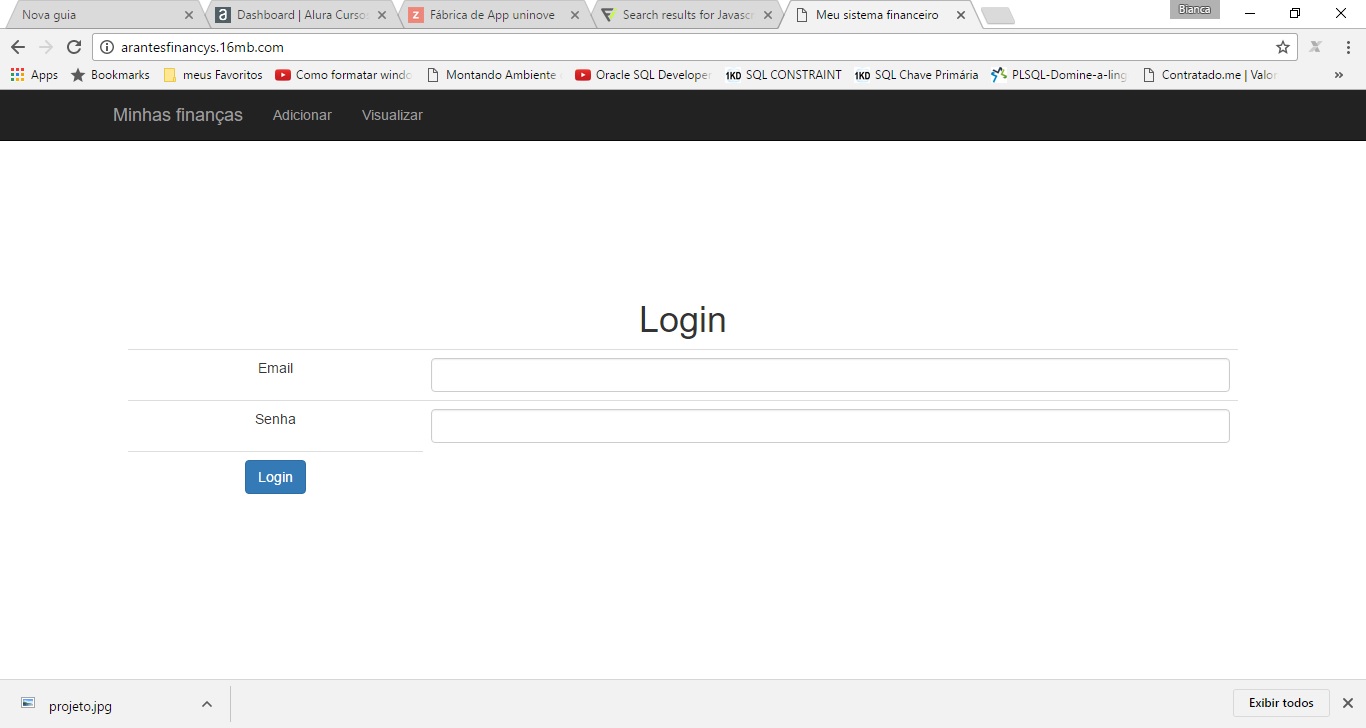 Nova guia
Dashboard | Alura Cursos
Fábrica de App uninove
Search results for Javascr
Meu sistema financeiro
Bianca
arantesfinancys.16mb.com
Apps
Bookmarks
meus Favoritos
Como formatar windo
Montando Ambiente
Oracle SQL Developer
1KD SQL CONSTRAINT
1KD SQL Chave Primária
PLSQL-Domine-a-ling
Contratado.me | Valor
Minhas finanças
Adicionar
Visualizar
Login
Email
Senha
Login
projeto.jpg
Exibir todos